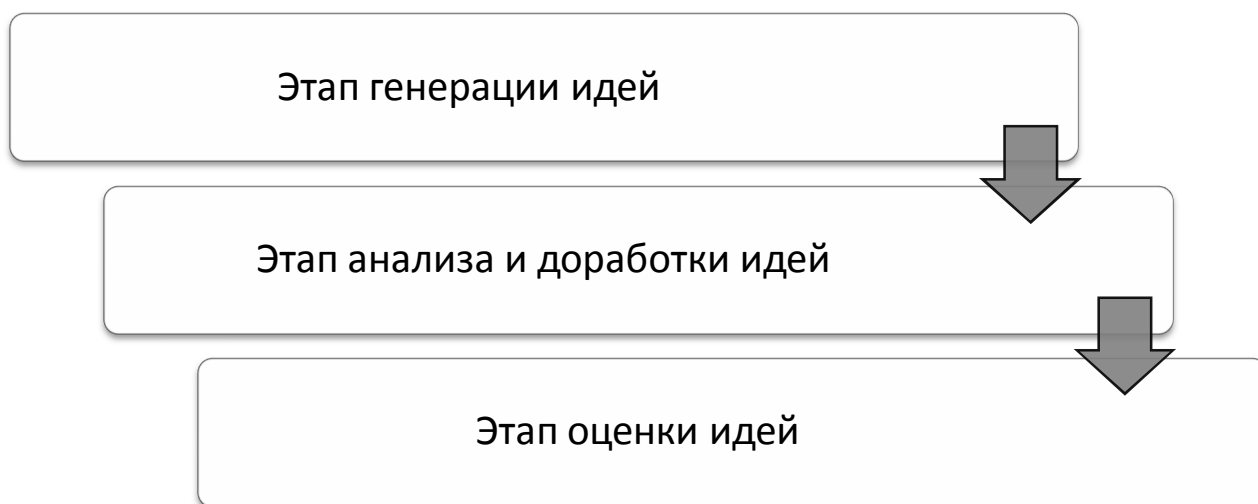 Этап генерации идей
Этап анализа и доработки идей
Этап оценки идей